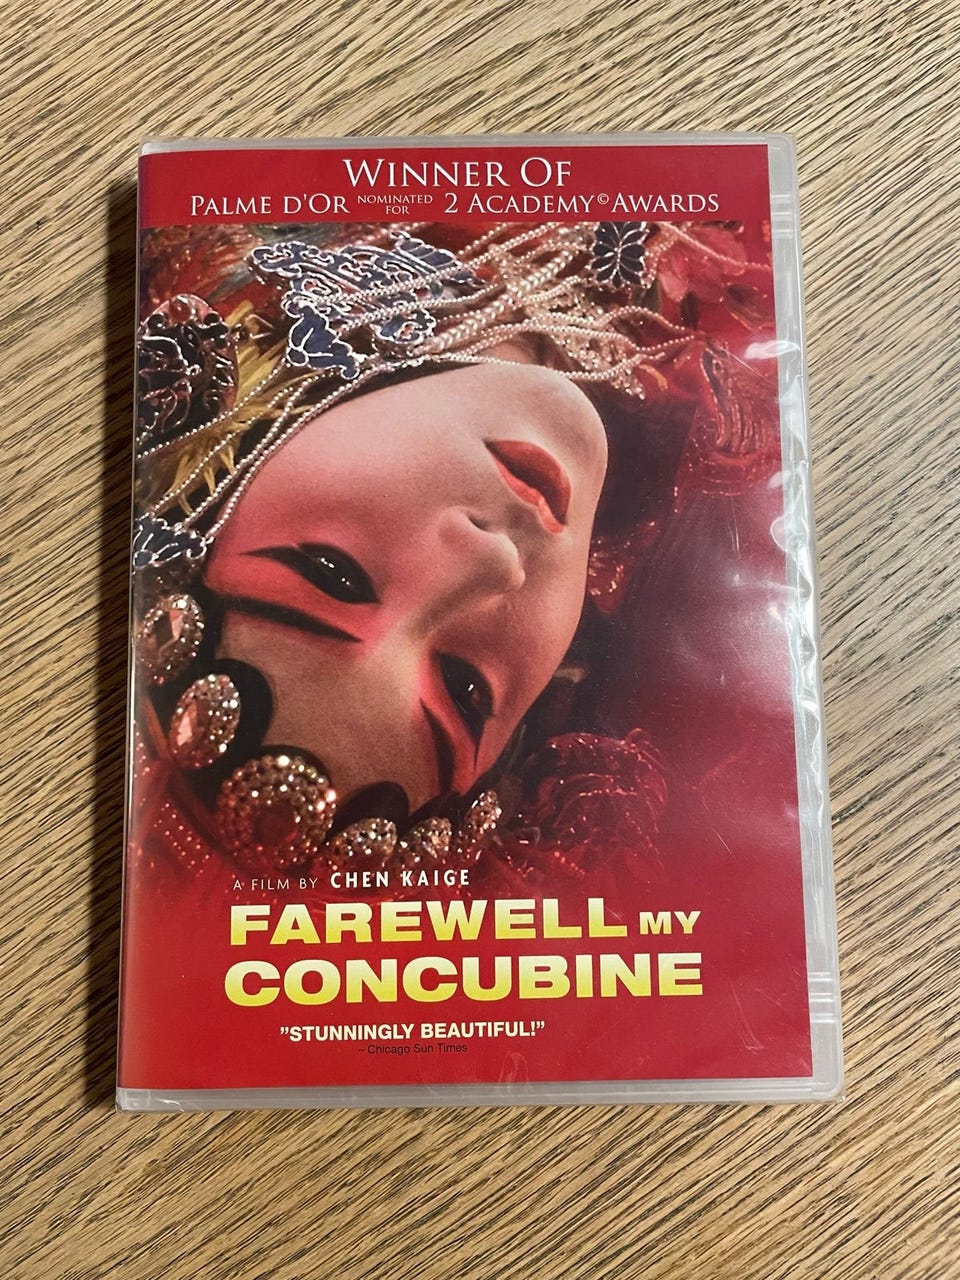 WINNER OF
PALME D'OR NOMINATED FOR 2 ACADEMY© AWARDS
A FILM BY CHEN KAIGE
FAREWELL MY
CONCUBINE
”STUNNINGLY BEAUTIFUL!”
– Chicago Sun Times